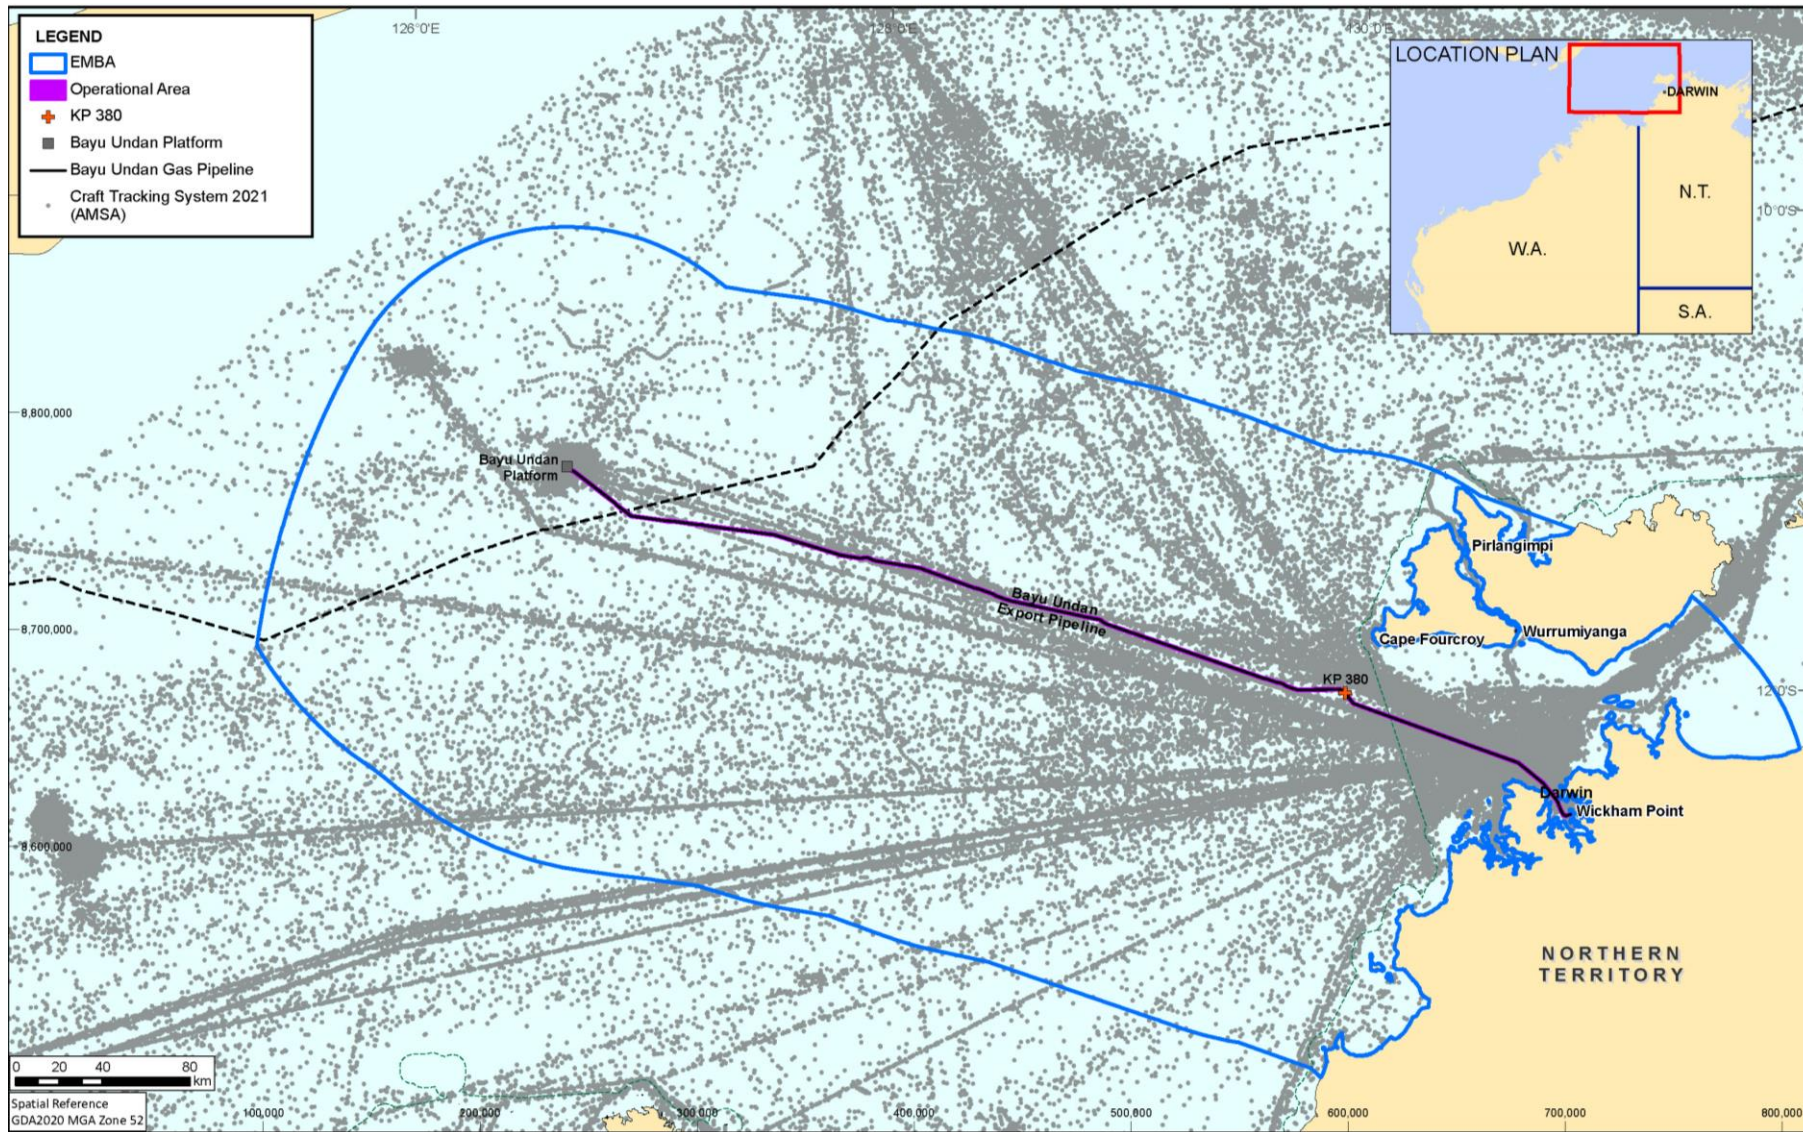 LEGEND
EMBA
Operational Area
KP 380
Bayu Undan Platform
Bayu Undan Gas Pipeline
Craft Tracking System 2021
(AMSA)
126°0'E
128°0'E
130°0'E
LOCATION PLAN
DARWIN
N.T.
W.A.
S.A.
10°0'S
8,800,000
Bayu Undan
Platform
Pirlangimpi
Bayu Undan
Export Pipeline
8,700,000
Wurrumiyanga
Cape Fourcroy
KP 380
12°0'S
Darwin
Wickham Point
8,600,000
NORTHERN
TERRITORY
0 20 40 80
km
Spatial Reference
GDA2020 MGA Zone 52
100,000
200,000
300,000
400,000
500,000
600,000
700,000
800,000